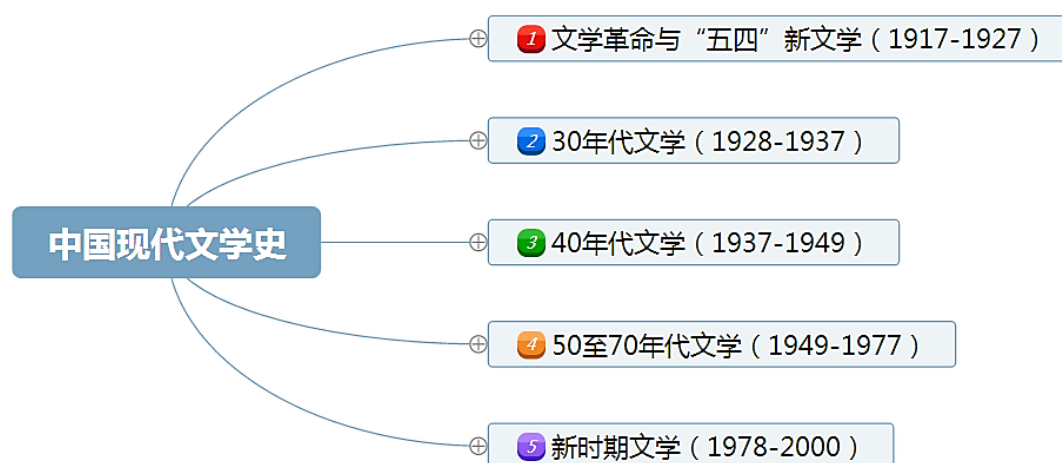 中国现代文学史
1 文学革命与“五四”新文学（1917-1927）
2 30年代文学（1928-1937）
3 40年代文学（1937-1949）
4 50至70年代文学（1949-1977）
5 新时期文学（1978-2000）